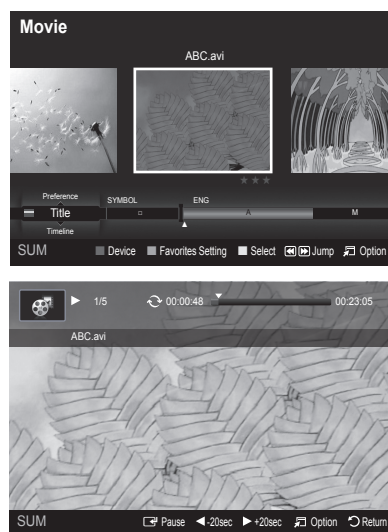 Movie
ABC.avi
Preference
Title
Timeline
SYMBOL ENG
A M
SUM Device Favorites Setting Select Jump Option
1/5 00:00:48 00:23:05
ABC.avi
SUM Pause -20sec +20sec Option Return